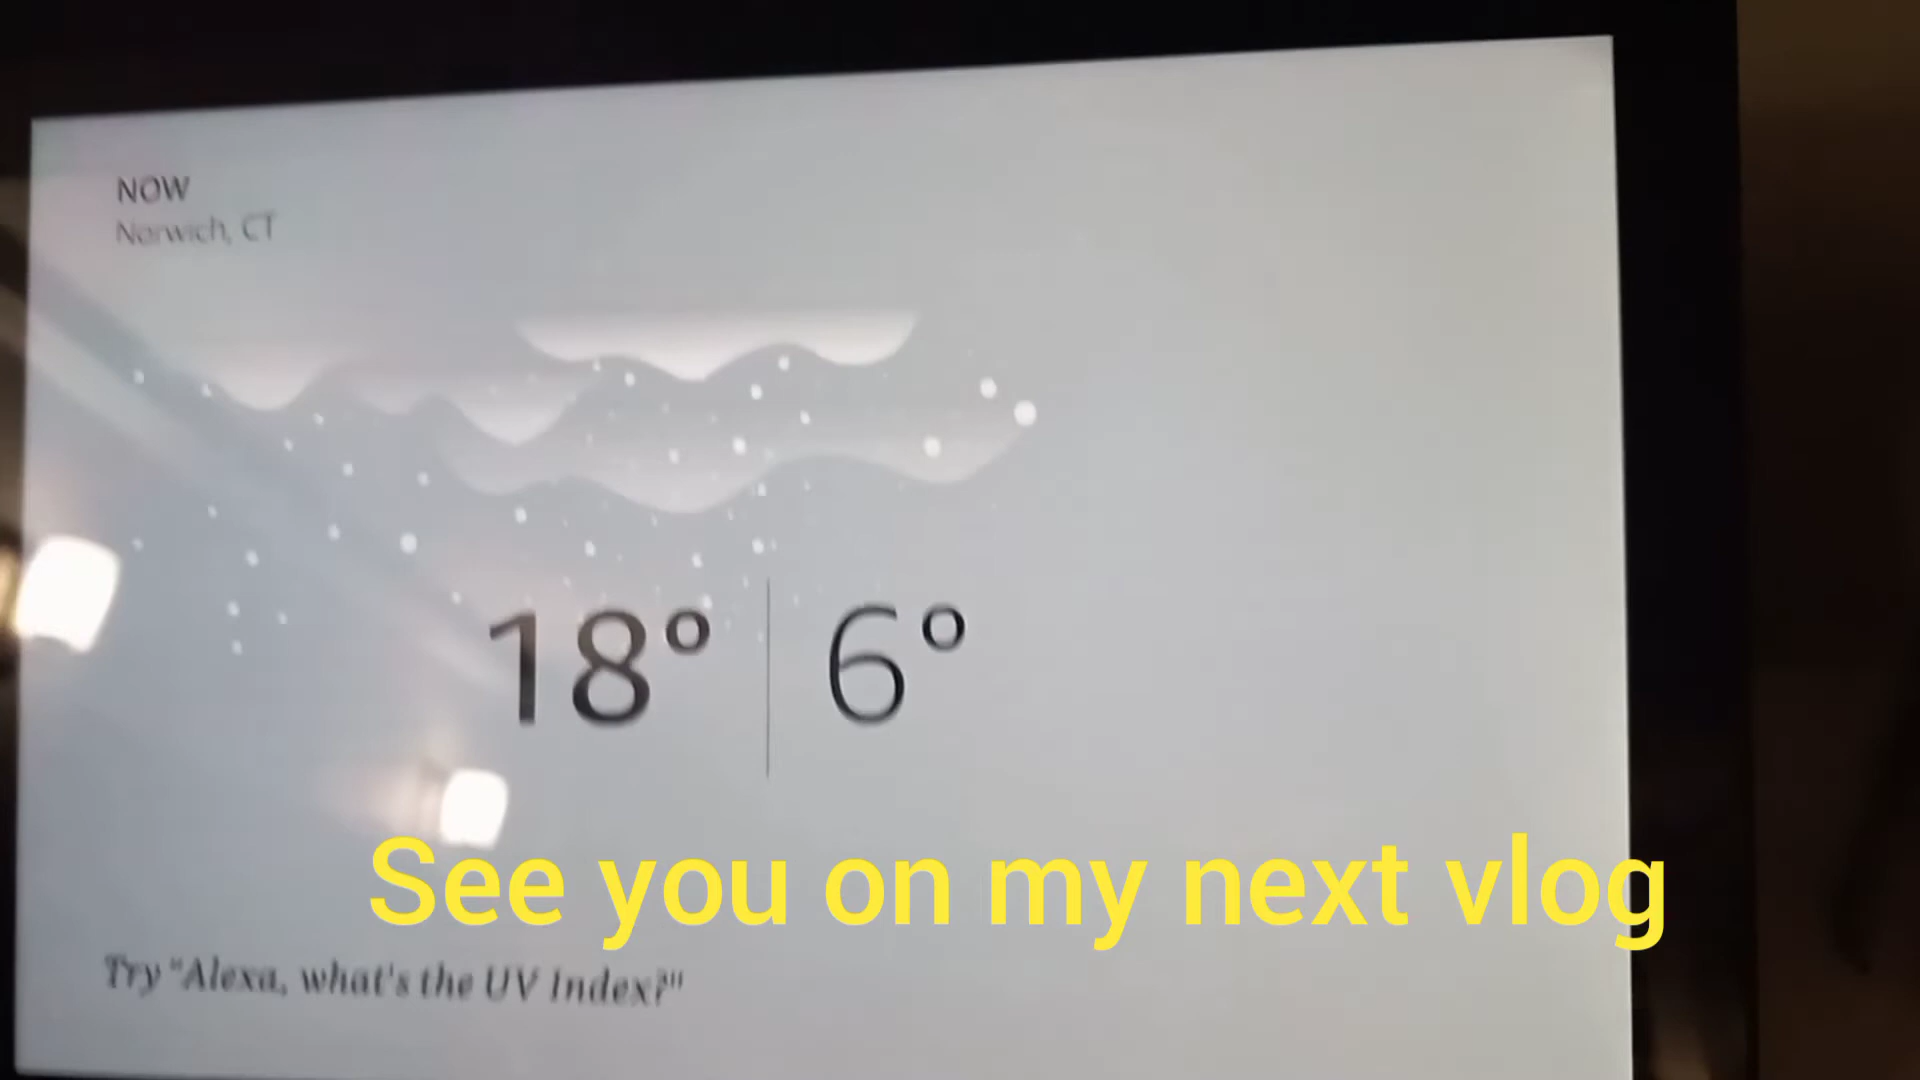 NOW
Norwich, CT
18° | 6°
See you on my next vlog
Try "Alexa, what's the UV Index?"